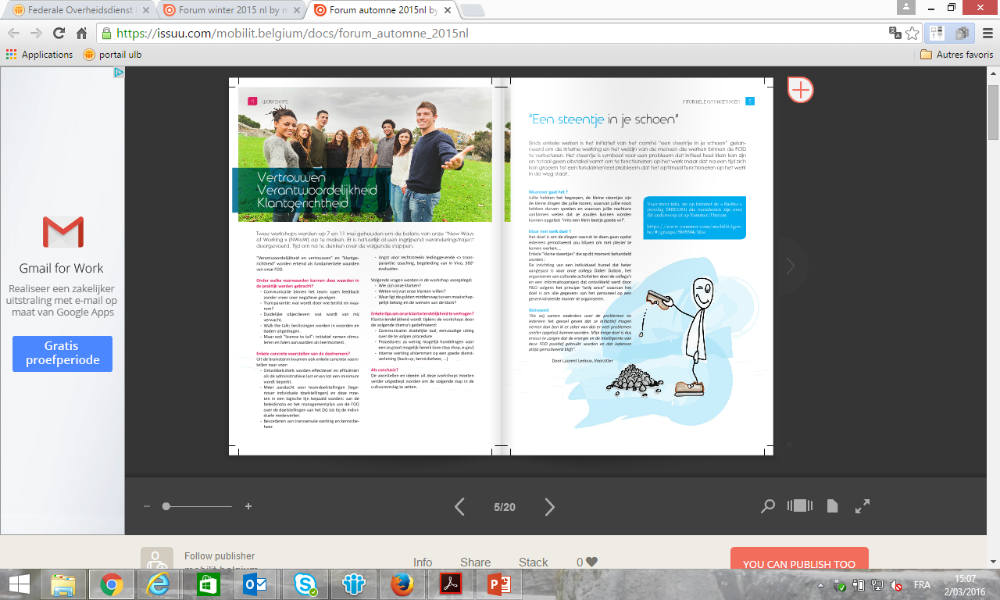 Federale Overheidsdienst
Forum winter 2015 nl by m
Forum automne 2015nl by
https://issuu.com/mobilit.belgium/docs/forum_automne_2015nl
Applications
portail ulb
Autres favoris
Gmail for Work
Realiseer een zakelijker
uitstraling met e-mail op
maat van Google Apps
Gratis
proefperiode
4 WORKSHOPS
Vertrouwen
Verantwoordelijkheid
Klantgerichtheid
Twee workshops werden op 7 en 11 mei gehouden om de balans van onze "New Ways
of Working » (NWoW) op te maken. Er is natuurlijk al een ingrijpend veranderingstraject
doorgevoerd. Tijd om na te denken over de volgende stappen.
"Verantwoordelijkheid en vertrouwen" en "klantge-
richtheid" worden erkend als fundamentele waarden
van onze FOD.
Onder welke voorwaarden kunnen deze waarden in
de praktijk worden gebracht?
- Communicatie binnen het team: open feedback
zonder vrees voor negatieve gevolgen.
- Transparantie: wat wordt door wie beslist en waa-
rom?
- Duidelijke objectieven: wat wordt van mij
verwacht.
- Walk the talk: beslissingen worden in woorden en
daden uitgedragen.
- Maar ook "licence to fail": initiatief nemen stimu-
leren en falen aanvaarden als leermoment.
Enkele concrete voorstellen van de deelnemers?
Uit de brainstorm kwamen ook enkele concrete voors-
tellen naar voor:
- Ontwikkelcirkels worden effectiever en efficiënter
als de administratieve last ervan tot een minimum
wordt beperkt.
- Meer aandacht voor teamdoelstellingen (tege-
nover individuele doelstellingen) en deze moe-
ten in een logische lijn bepaald worden: van de
beleidsnota en het managementplan van de FOD
over de doelstellingen van het DG tot bij de indivi-
duele medewerker.
- Bevorderen van transversale werking en kennisbe-
heer.
- Angst voor rechtstreeks leidinggevende <> trans-
parantie: coaching, begeleiding van In Vivo, 360°
evaluaties.
Volgende vragen werden in de workshop voorgelegd:
- Wie zijn onze klanten?
- Weten wij wat onze klanten willen?
- Waar ligt de gulden middenweg tussen maatschap-
pelijk belang en de wensen van de klant?
Enkele tips om onze klantvriendelijkheid te verhogen?
Klantvriendelijkheid wordt tijdens de workshops door
de volgende thema's gedefinieerd:
- Communicatie: duidelijke taal, eenvoudige uitleg
over de te volgen procedure
- Procedures: zo weinig mogelijk handelingen voor
een zo groot mogelijk bereik (one stop shop, e-gov)
- Interne werking afstemmen op een goede dienst-
verlening (back-up, kennisbeheer, ...)
Als conclusie?
De voorstellen en ideeën uit deze workshops moeten
verder uitgediept worden om de volgende stap in de
cultuuromslag te zetten.
INFORMELE ONTMOETINGEN 5
"Een steentje in je schoen"
Sinds enkele weken is het initiatief van het comité "een steentje in je schoen" gelan-
ceerd om de interne werking en het welzijn van de mensen die werken binnen de FOD
te verbeteren. Het steentje is symbool voor een probleem dat initieel heel klein kan zijn
en totaal geen obstakel vormt om te functioneren op het werk maar dat na een tijd zich
kan groeien tot een fundamenteel probleem dat het optimaal functioneren op het werk
in de weg staat.
Waarover gaat het ?
Jullie hebben het begrepen, de kleine steentjes zijn
de kleine dingen die jullie storen, waarvan jullie nooit
hebben durven spreken en waarvan jullie nochtans
vanbinnen weten dat ze zouden kunnen worden
kunnen opgelost "mits een klein beetje goede wil".
Maar met welk doel ?
Het doel is om de dingen vooruit te doen gaan opdat
iedereen gemotiveerd zou blijven om met plezier te
komen werken....
Enkele "kleine steentjes" die op dit moment behandeld
worden :
De inrichting van een individueel bureel dat beter
aangepast is voor onze collega Didier Dubois, het
organiseren van culturele activiteiten door de collega's
en een informaticaproject dat ontwikkeld werd door
P&O volgens het principe "only once" waarvan het
doel is om alle gegevens van het personeel op een
gecentraliseerde manier te organiseren.
Slotwoord
"Als wij samen nadenken over de problemen en
iedereen het gevoel geven dat ze initiatief mogen
nemen dan ben ik er zeker van dat er veel problemen
sneller opgelost kunnen worden. Mijn enige doel is dus
ervoor te zorgen dat de energie en de intelligentie van
deze FOD positief gebruikt worden en dat iedereen
altijd gemotiveerd blijft".
Door Laurent Ledoux, Voorzitter
Voor meer info, zie op Intranet de « flashes »
(verslag DIRCOM) die verschenen zijn over
dit onderwerp of op Yammer/Dircom
https://www.yammer.com/mobilit.fgov.
be/#/groups/5695504/files
5/20
Follow publisher
mobilit.belgium
Info
Share
Stack
0
YOU CAN PUBLISH TOO
FRA
15:07
2/03/2016